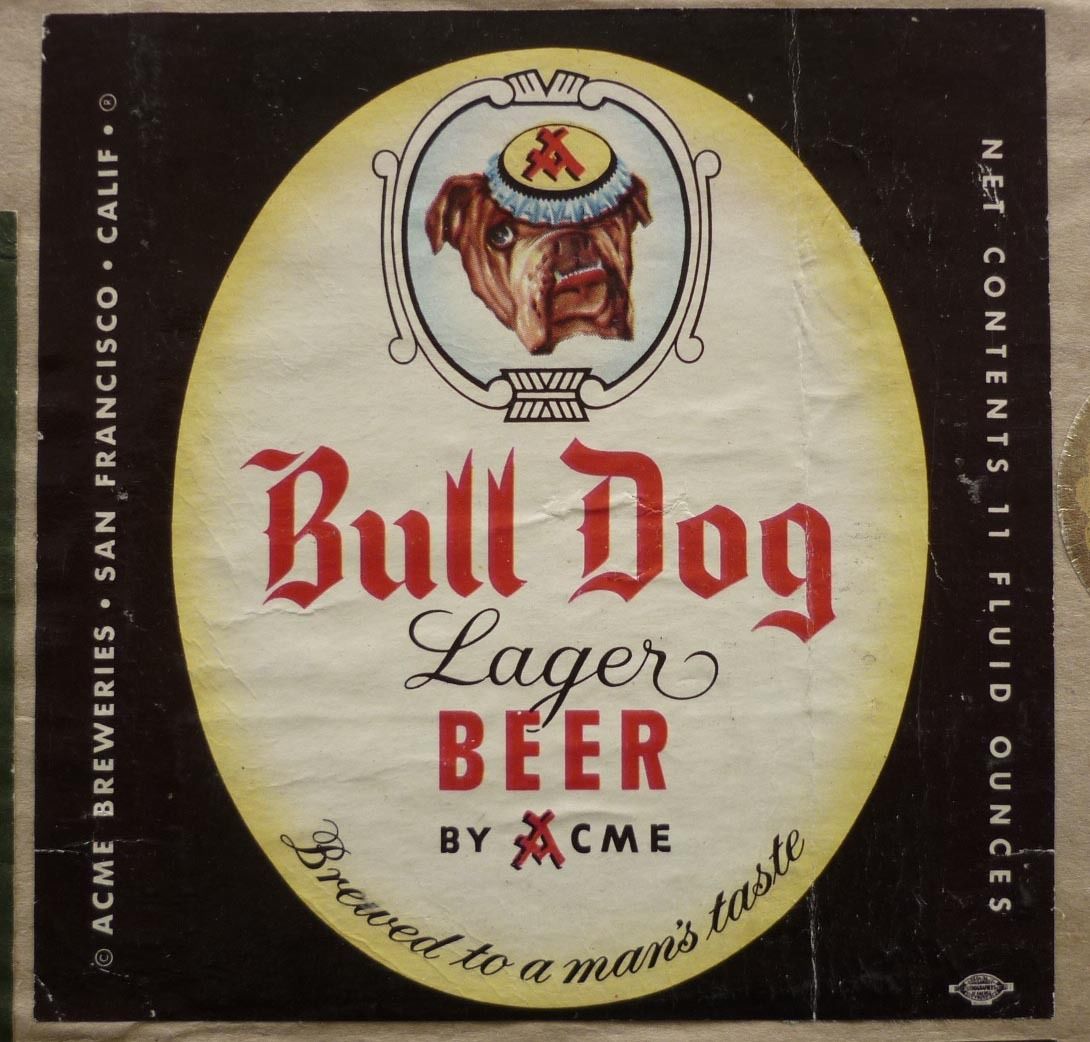 Bull Dog
Lager
BEER
BY ACME
Brewed to a man's taste
© ACME BREWERIES • SAN FRANCISCO • CALIF • ®
NET CONTENTS 11 FLUID OUNCES